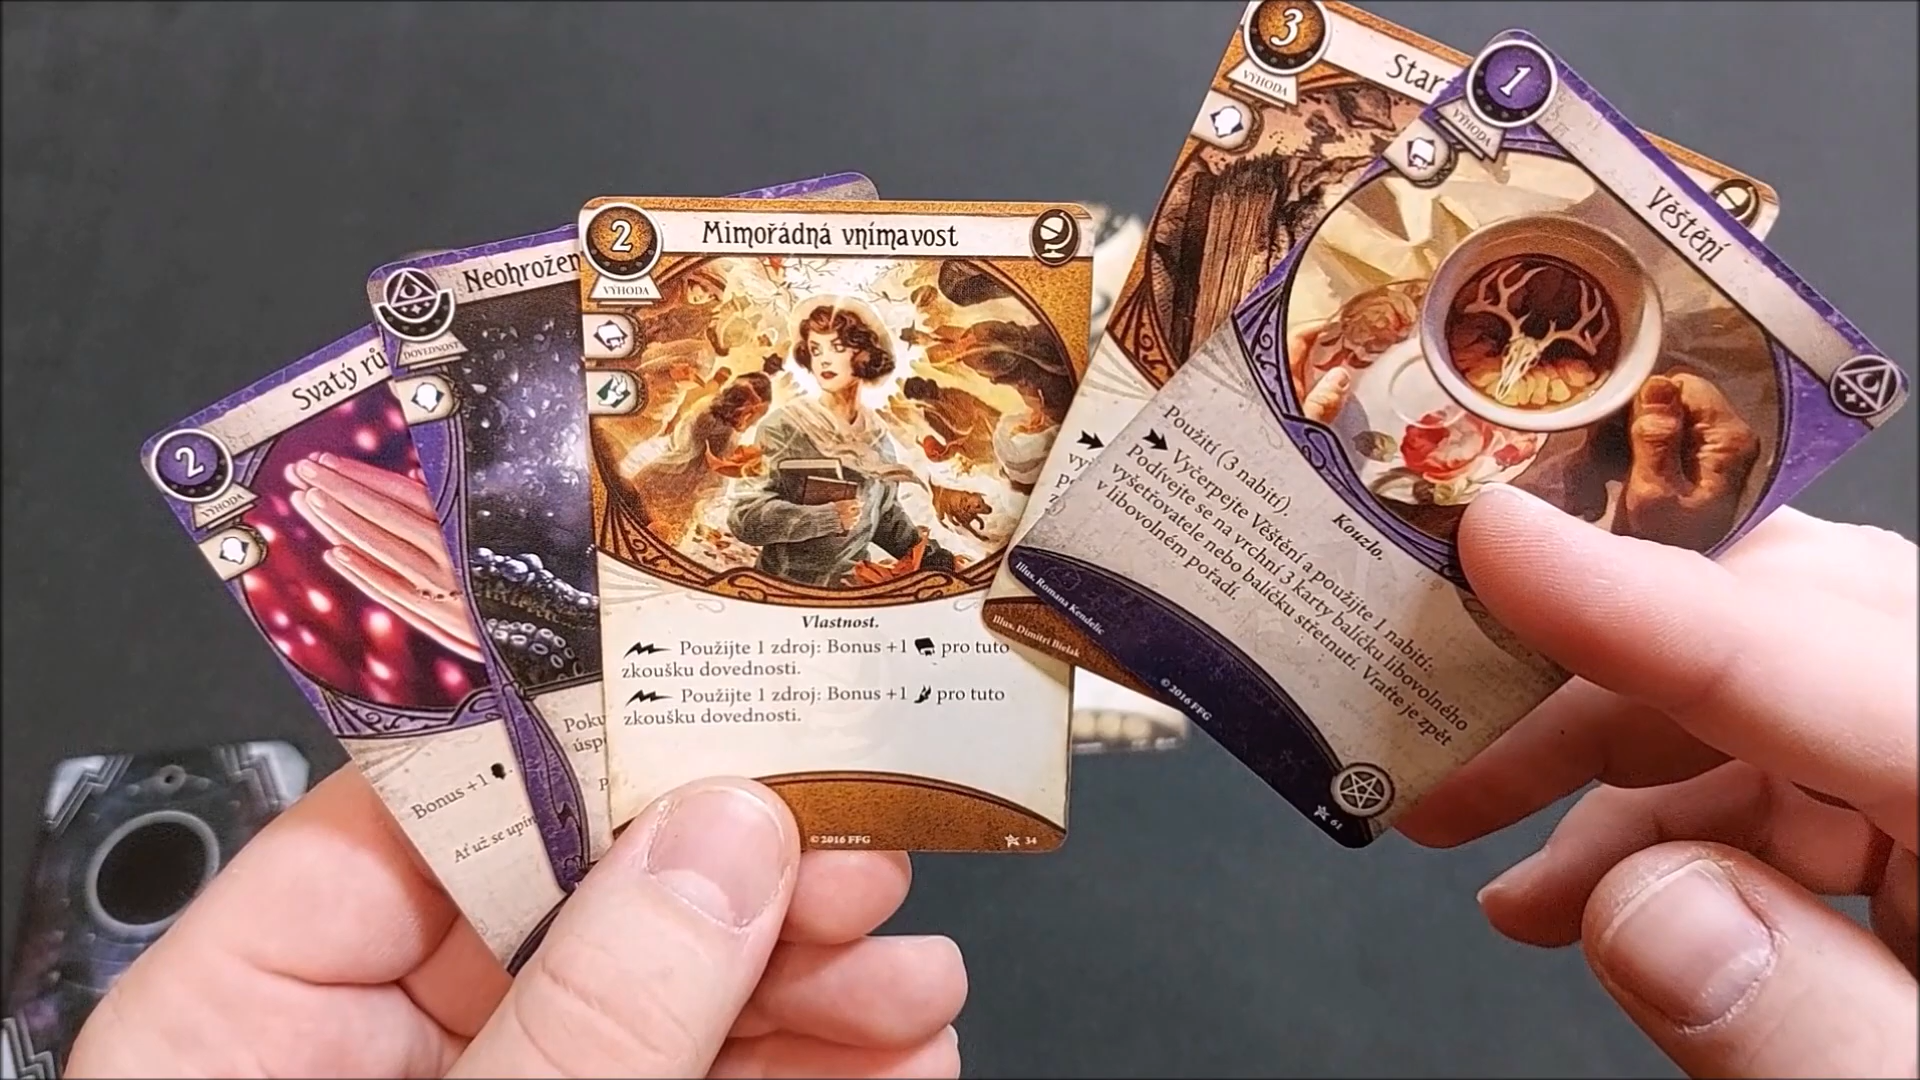 2
VÝHODA
Svatý rů
Bonus +1
Ať už se upín
Neohrožen
DOVEDNOST
Poku
úsp
P
2
VÝHODA
Mimořádná vnímavost
Vlastnost.
Použijte 1 zdroj: Bonus +1 pro tuto
zkoušku dovednosti.
Použijte 1 zdroj: Bonus +1 pro tuto
zkoušku dovednosti.
© 2016 FFG
34
3
VÝHODA
Star
Illus. Dimitri Bielak
1
VÝHODA
Věštění
Kouzlo.
Použití (3 nabití).
Vyčerpejte Věštění a použijte 1 nabití:
Podívejte se na vrchní 3 karty balíčku libovolného
vyšetřovatele nebo balíčku střetnutí. Vraťte je zpět
v libovolném pořadí.
Illus. Romana Kendelic
© 2016 FFG
61